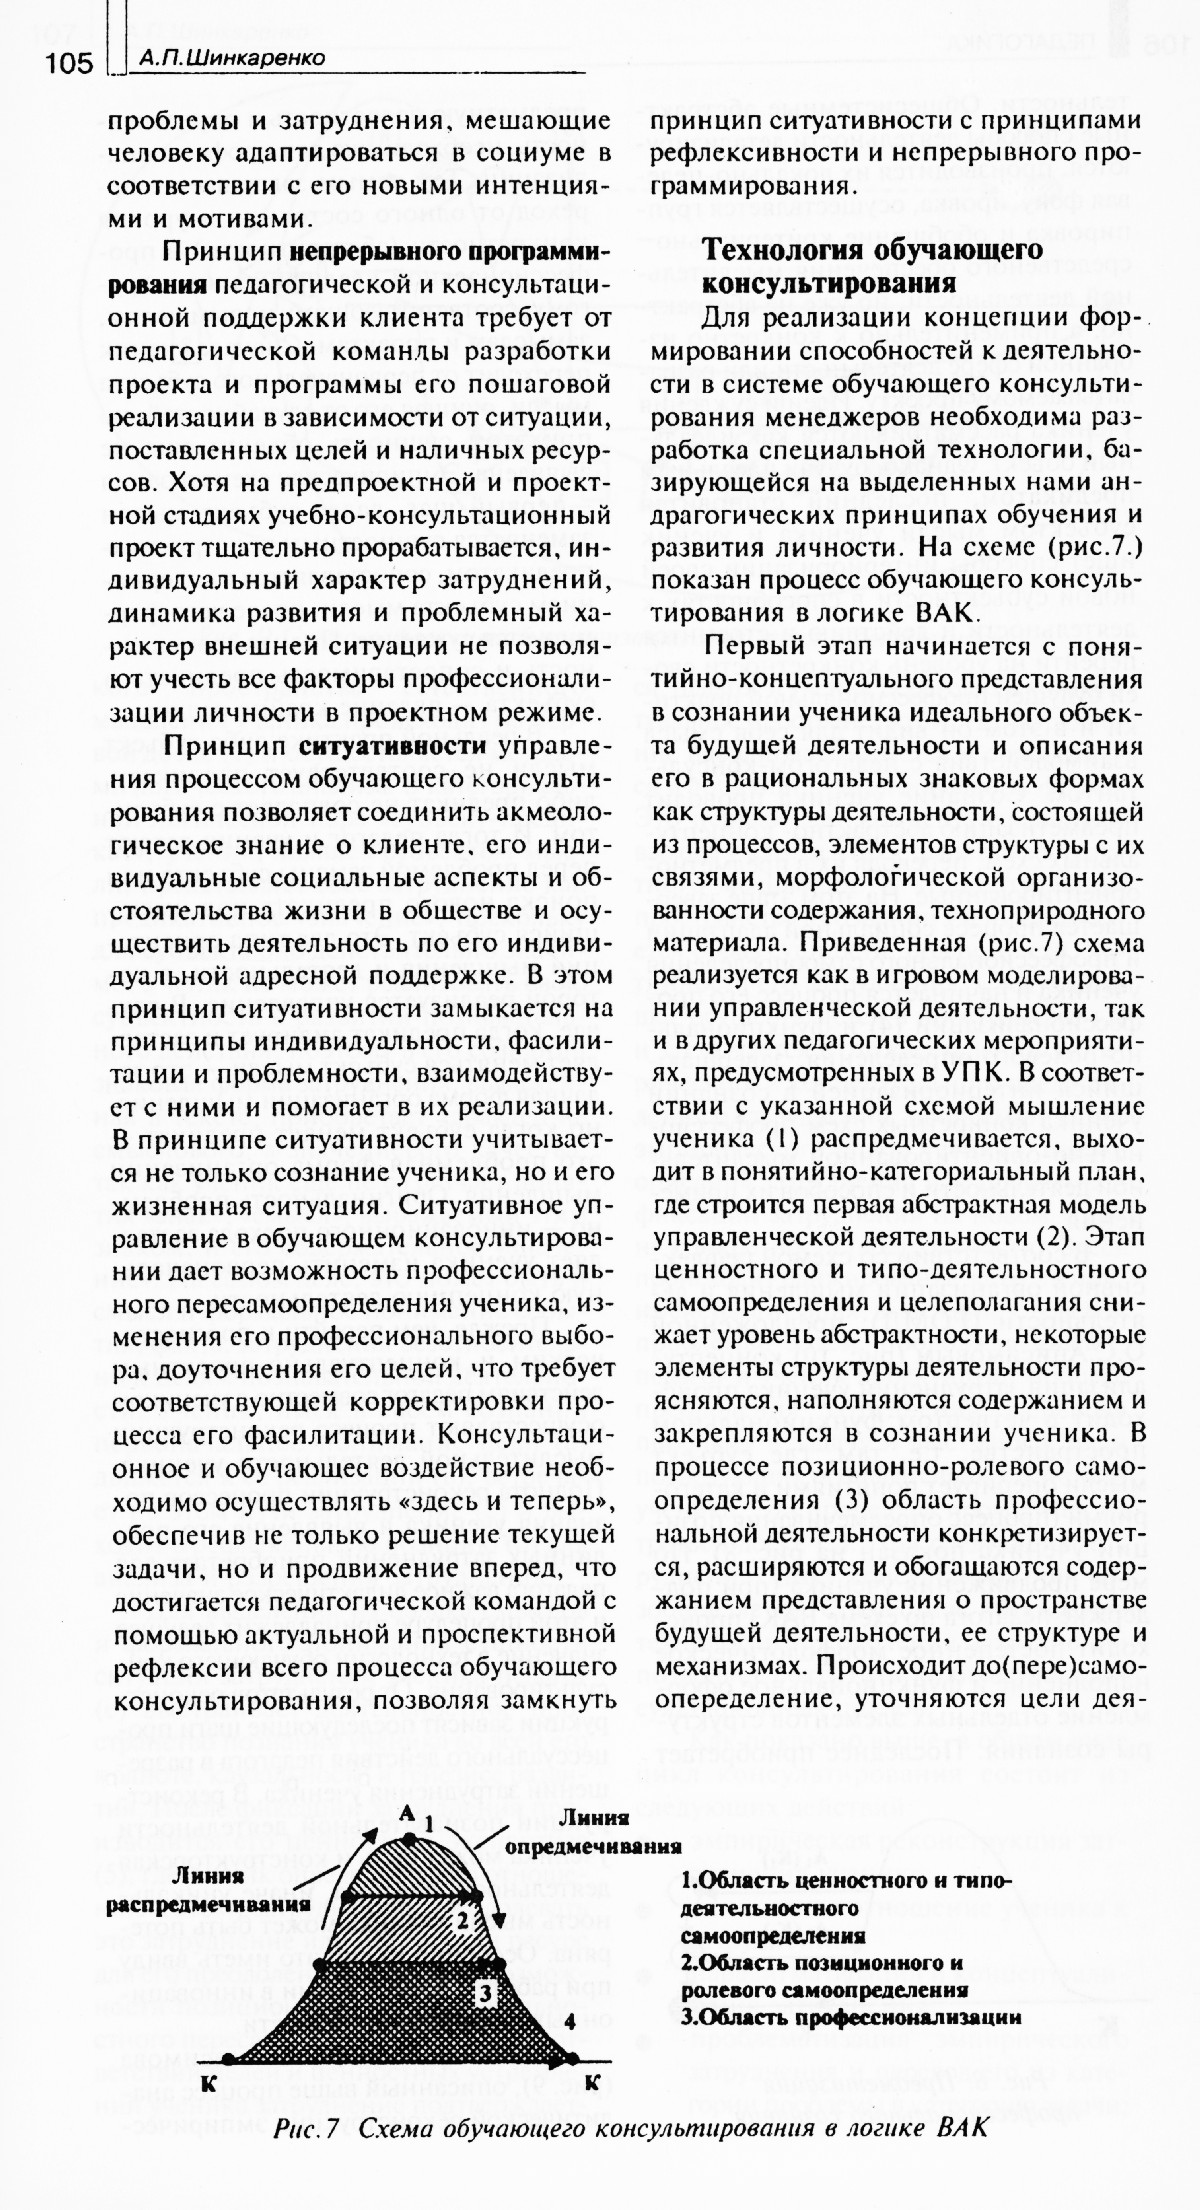 105
А.П.Шинкаренко
проблемы и затруднения, мешающие
человеку адаптироваться в социуме в
соответствии с его новыми интенция-
ми и мотивами.
Принцип непрерывного программи-
рования педагогической и консультаци-
онной поддержки клиента требует от
педагогической команды разработки
проекта и программы его пошаговой
реализации в зависимости от ситуации,
поставленных целей и наличных ресур-
сов. Хотя на предпроектной и проект-
ной стадиях учебно-консультационный
проект тщательно прорабатывается, ин-
дивидуальный характер затруднений,
динамика развития и проблемный ха-
рактер внешней ситуации не позволя-
ют учесть все факторы профессионали-
зации личности в проектном режиме.
Принцип ситуативности управле-
ния процессом обучающего консульти-
рования позволяет соединить акмеоло-
гическое знание о клиенте, его инди-
видуальные социальные аспекты и об-
стоятельства жизни в обществе и осу-
ществить деятельность по его индиви-
дуальной адресной поддержке. В этом
принцип ситуативности замыкается на
принципы индивидуальности, фасили-
тации и проблемности, взаимодейству-
ет с ними и помогает в их реализации.
В принципе ситуативности учитывает-
ся не только сознание ученика, но и его
жизненная ситуация. Ситуативное уп-
равление в обучающем консультирова-
нии дает возможность профессиональ-
ного пересамоопределения ученика, из-
менения его профессионального выбо-
ра, доуточнения его целей, что требует
соответствующей корректировки про-
цесса его фасилитации. Консультаци-
онное и обучающее воздействие необ-
ходимо осуществлять «здесь и теперь»,
обеспечив не только решение текущей
задачи, но и продвижение вперед, что
достигается педагогической командой с
помощью актуальной и проспективной
рефлексии всего процесса обучающего
консультирования, позволяя замкнуть
принцип ситуативности с принципами
рефлексивности и непрерывного про-
граммирования.
Технология обучающего
консультирования
Для реализации концепции фор-
мировании способностей к деятельно-
сти в системе обучающего консульти-
рования менеджеров необходима раз-
работка специальной технологии, ба-
зирующейся на выделенных нами ан-
драгогических принципах обучения и
развития личности. На схеме (рис.7.)
показан процесс обучающего консуль-
тирования в логике ВАК.
Первый этап начинается с поня-
тийно-концептуального представления
в сознании ученика идеального объек-
та будущей деятельности и описания
его в рациональных знаковых формах
как структуры деятельности, состоящей
из процессов, элементов структуры с их
связями, морфологической организо-
ванности содержания, техноприродного
материала. Приведенная (рис.7) схема
реализуется как в игровом моделирова-
нии управленческой деятельности, так
и в других педагогических мероприяти-
ях, предусмотренных в УПК. В соответ-
ствии с указанной схемой мышление
ученика (1) распредмечивается, выхо-
дит в понятийно-категориальный план,
где строится первая абстрактная модель
управленческой деятельности (2). Этап
ценностного и типо-деятельностного
самоопределения и целеполагания сни-
жает уровень абстрактности, некоторые
элементы структуры деятельности про-
ясняются, наполняются содержанием и
закрепляются в сознании ученика. В
процессе позиционно-ролевого само-
определения (3) область профессио-
нальной деятельности конкретизирует-
ся, расширяются и обогащаются содер-
жанием представления о пространстве
будущей деятельности, ее структуре и
механизмах. Происходит до(пере)само-
опеределение, уточняются цели дея-
А 1
Линия
опредмечивания
Линия
распредмечивания
2
3
4
К К
1.Область ценностного и типо-
деятельностного
самоопределения
2.Область позиционного и
ролевого самоопределения
3.Область профессионализации
Рис. 7 Схема обучающего консультирования в логике ВАК